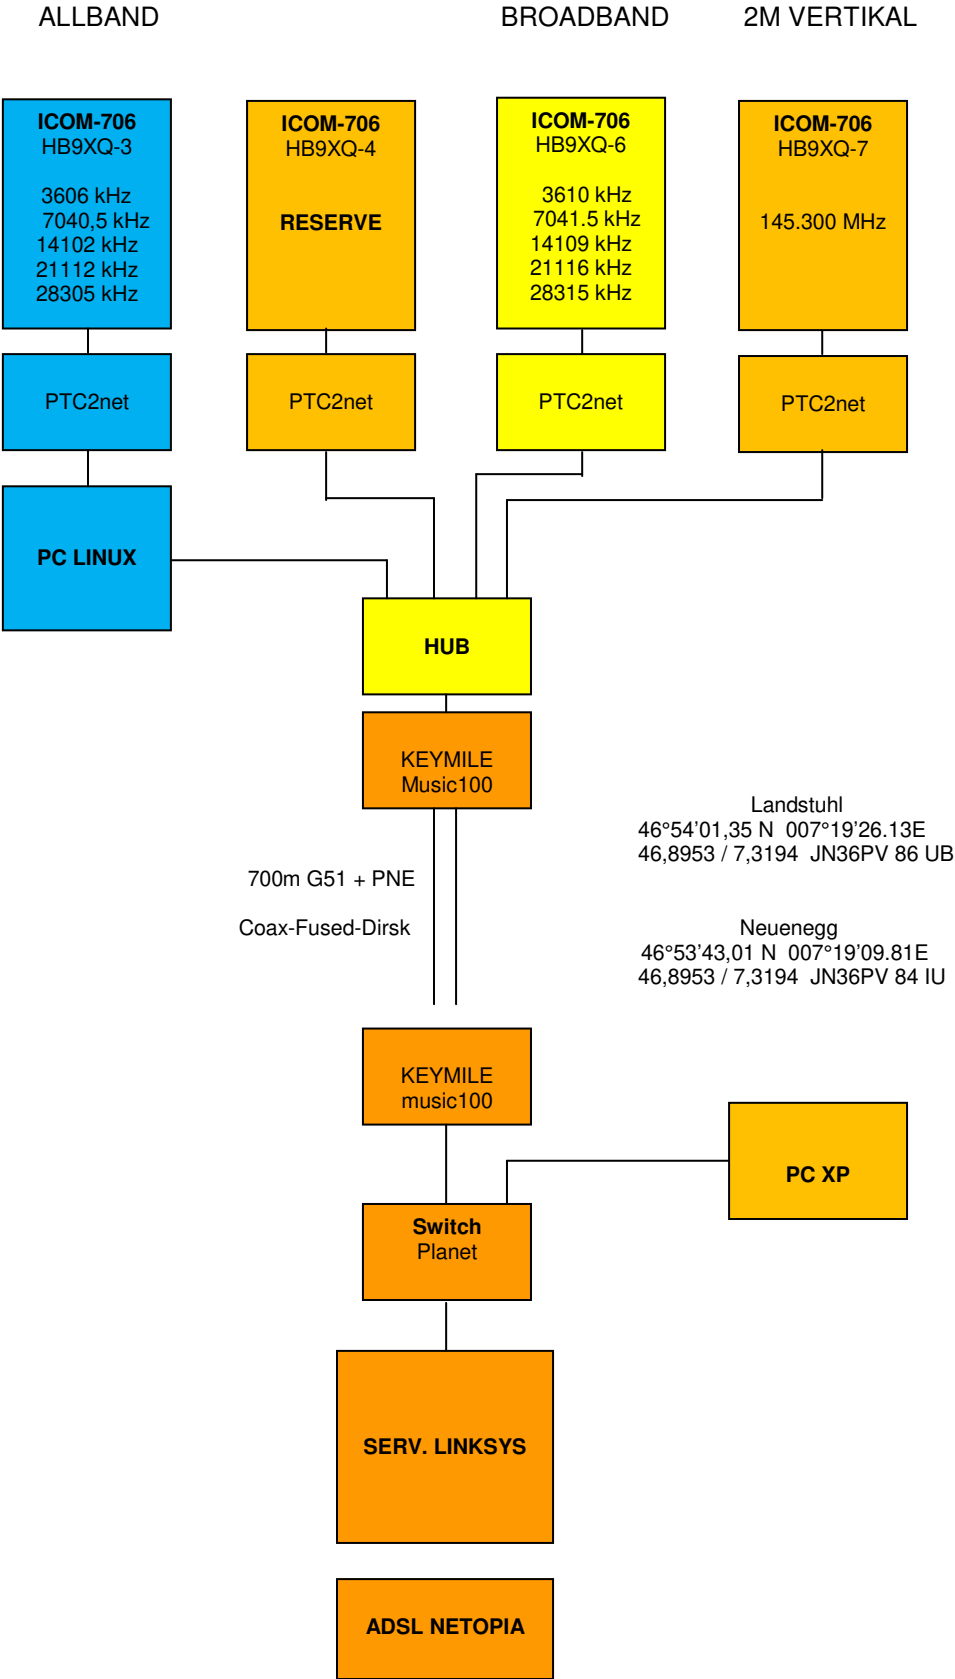 ALLBAND
BROADBAND
2M VERTIKAL
ICOM-706
HB9XQ-3
3606 kHz
7040,5 kHz
14102 kHz
21112 kHz
28305 kHz
ICOM-706
HB9XQ-4
RESERVE
ICOM-706
HB9XQ-6
3610 kHz
7041.5 kHz
14109 kHz
21116 kHz
28315 kHz
ICOM-706
HB9XQ-7
145.300 MHz
PTC2net
PTC2net
PTC2net
PTC2net
PC LINUX
HUB
KEYMILE
Music100
Landstuhl
46°54'01,35 N 007°19'26.13E
46,8953 / 7,3194 JN36PV 86 UB
700m G51 + PNE
Coax-Fused-Dirsk
Neuenegg
46°53'43,01 N 007°19'09.81E
46,8953 / 7,3194 JN36PV 84 IU
KEYMILE
music100
PC XP
Switch
Planet
SERV. LINKSYS
ADSL NETOPIA